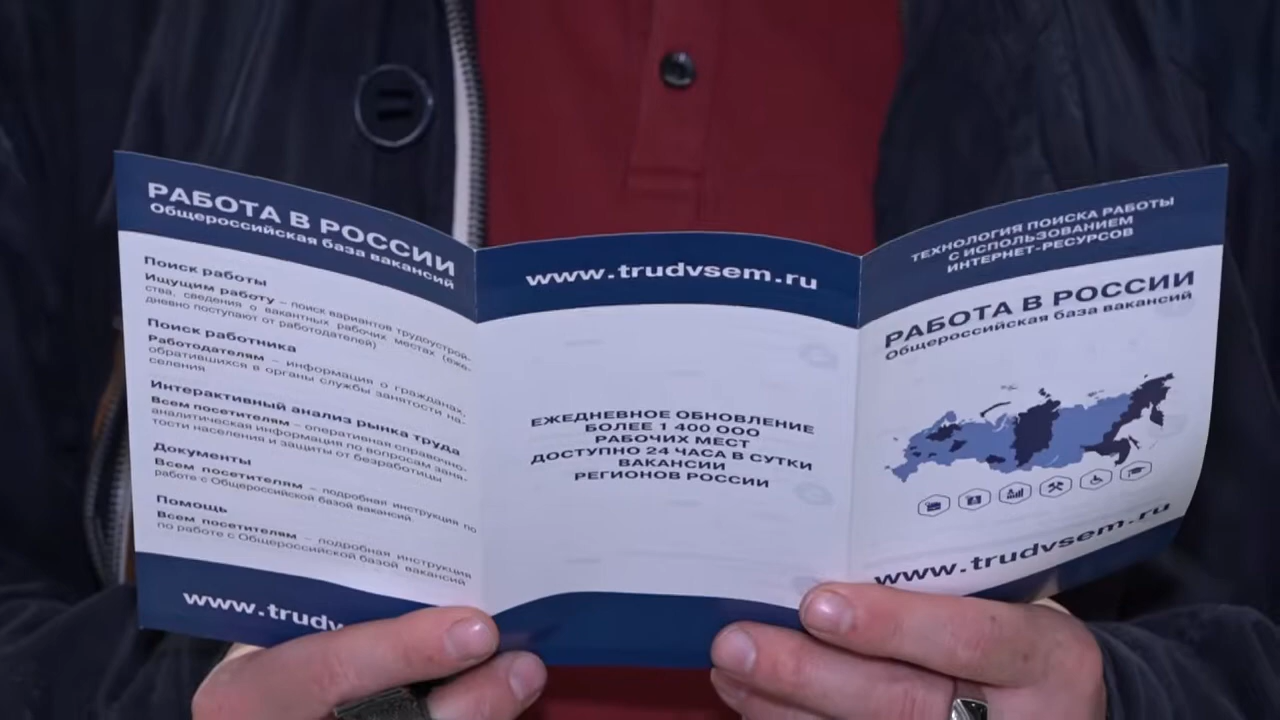 РАБОТА В РОССИИ
Общероссийская база вакансий
Поиск работы
Ищущим работу – поиск вариантов трудоустрой-
ства, сведения о вакантных рабочих местах (еже-
дневно поступают от работодателей)
Поиск работника
Работодателям – информация о гражданах,
обратившихся в органы службы занятости на-
селения
Интерактивный анализ рынка труда
Всем посетителям – оперативная справочно-
аналитическая информация по вопросам заня-
тости населения и защиты от безработицы
Документы
Всем посетителям – подробная инструкция по
работе с Общероссийской базой вакансий.
Помощь
Всем посетителям – подробная инструкция
по работе с Общероссийской базой вакансий
www.trudv
www.trudvsem.ru
ЕЖЕДНЕВНОЕ ОБНОВЛЕНИЕ
БОЛЕЕ 1 400 000
РАБОЧИХ МЕСТ
ДОСТУПНО 24 ЧАСА В СУТКИ
ВАКАНСИИ
РЕГИОНОВ РОССИИ
ТЕХНОЛОГИЯ ПОИСКА РАБОТЫ
С ИСПОЛЬЗОВАНИЕМ
ИНТЕРНЕТ-РЕСУРСОВ
РАБОТА В РОССИИ
Общероссийская база вакансий
www.trudvsem.ru